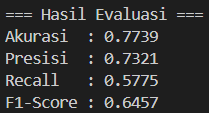 === Hasil Evaluasi ===
Akurasi  : 0.7739
Presisi  : 0.7321
Recall   : 0.5775
F1-Score : 0.6457